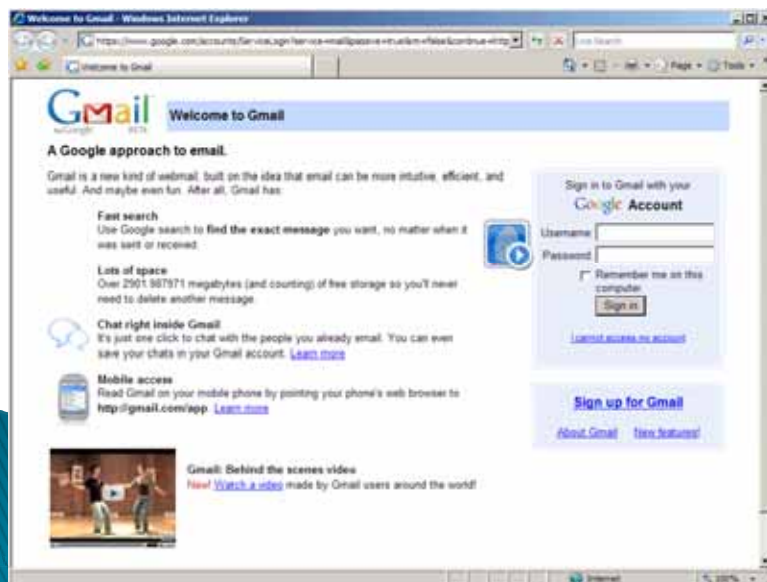 Welcome to Gmail - Windows Internet Explorer
Live Search
Welcome to Gmail
Page
Tools
Gmail
by Google
BETA
Welcome to Gmail
A Google approach to email.
Gmail is a new kind of webmail, built on the idea that email can be more intuitive, efficient, and
useful. And maybe even fun. After all, Gmail has:
Fast search
Use Google search to find the exact message you want, no matter when it
was sent or received.
Lots of space
Over 2901.987971 megabytes (and counting) of free storage so you'll never
need to delete another message.
Chat right inside Gmail
It's just one click to chat with the people you already email. You can even
save your chats in your Gmail account. Learn more
Mobile access
Read Gmail on your mobile phone by pointing your phone's web browser to
http://gmail.com/app. Learn more
Gmail: Behind the scenes video
New! Watch a video made by Gmail users around the world!
Sign in to Gmail with your
Google Account
Username
Password
Remember me on this
computer
Sign in
I cannot access my account
Sign up for Gmail
About Gmail New features!
Internet
100%